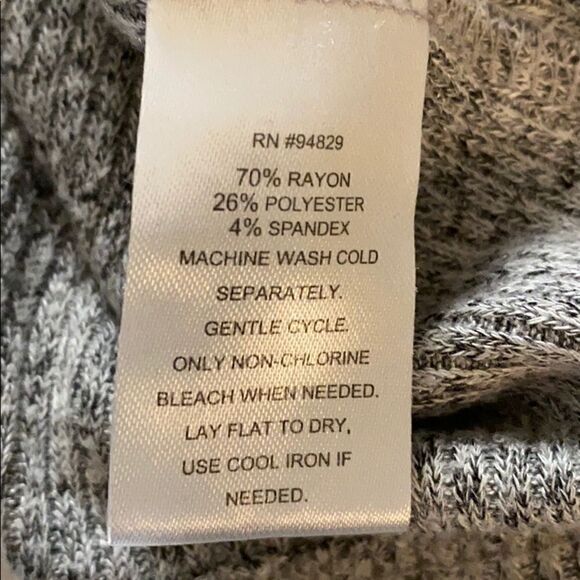 RN #94829
70% RAYON
26% POLYESTER
4% SPANDEX
MACHINE WASH COLD
SEPARATELY.
GENTLE CYCLE.
ONLY NON-CHLORINE
BLEACH WHEN NEEDED.
LAY FLAT TO DRY,
USE COOL IRON IF
NEEDED.